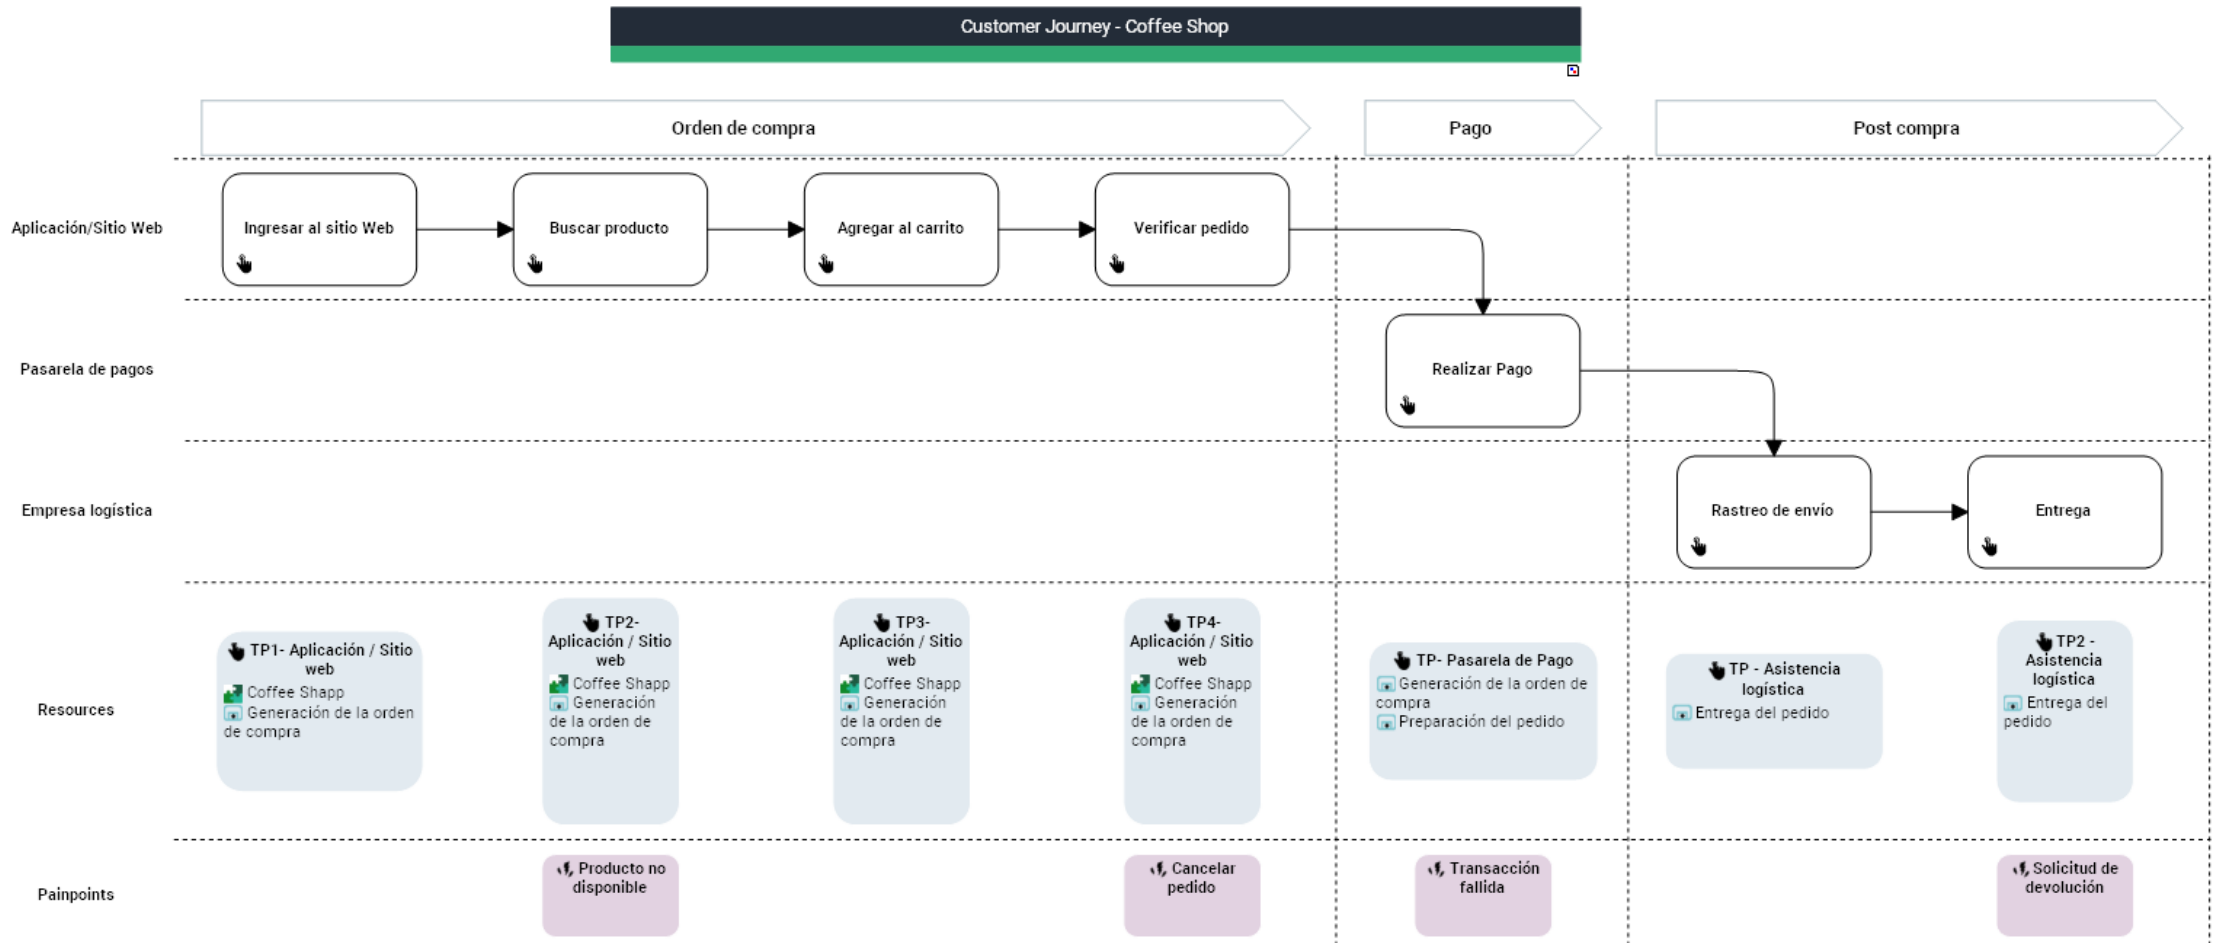 Customer Journey - Coffee Shop
Orden de compra
Pago
Post compra
Aplicación/Sitio Web
Ingresar al sitio Web
Buscar producto
Agregar al carrito
Verificar pedido
Pasarela de pagos
Realizar Pago
Empresa logística
Rastreo de envío
Entrega
Resources
TP1- Aplicación / Sitio
web
Coffee Shapp
Generación de la orden
de compra
TP2-
Aplicación / Sitio
web
Coffee Shapp
Generación
de la orden de
compra
TP3-
Aplicación / Sitio
web
Coffee Shapp
Generación
de la orden de
compra
TP4-
Aplicación / Sitio
web
Coffee Shapp
Generación
de la orden de
compra
TP- Pasarela de Pago
Generación de la orden de
compra
Preparación del pedido
TP - Asistencia
logística
Entrega del pedido
TP2 -
Asistencia
logística
Entrega del
pedido
Painpoints
Producto no
disponible
Cancelar
pedido
Transacción
fallida
Solicitud de
devolución